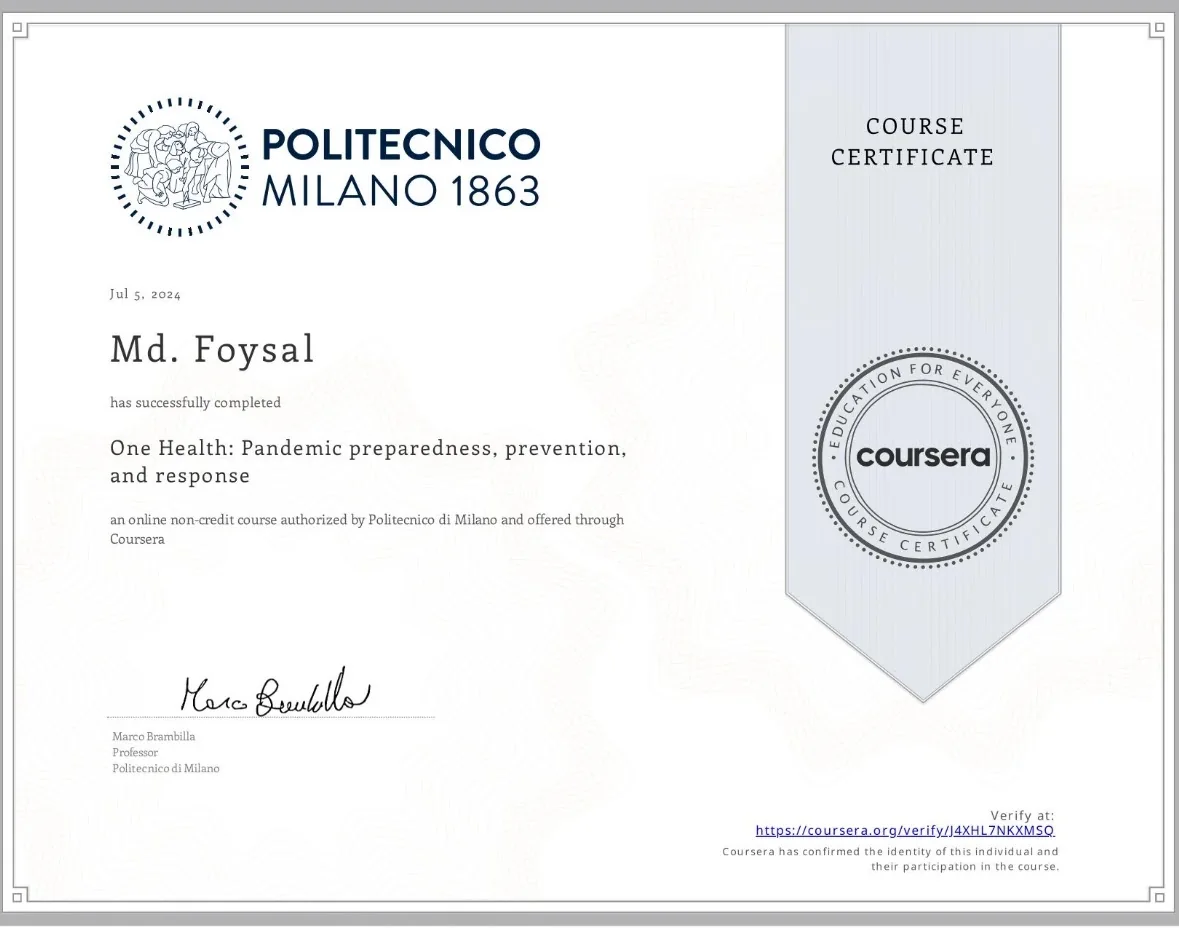 POLITECNICO
MILANO 1863
COURSE
CERTIFICATE
Jul 5, 2024
Md. Foysal
has successfully completed
One Health: Pandemic preparedness, prevention,
and response
an online non-credit course authorized by Politecnico di Milano and offered through
Coursera
EDUCATION FOR EVERYONE
coursera
COURSE CERTIFICATE
Marco Brambilla
Marco Brambilla
Professor
Politecnico di Milano
Verify at:
https://coursera.org/verify/J4XHL7NKXMSQ
Coursera has confirmed the identity of this individual and
their participation in the course.